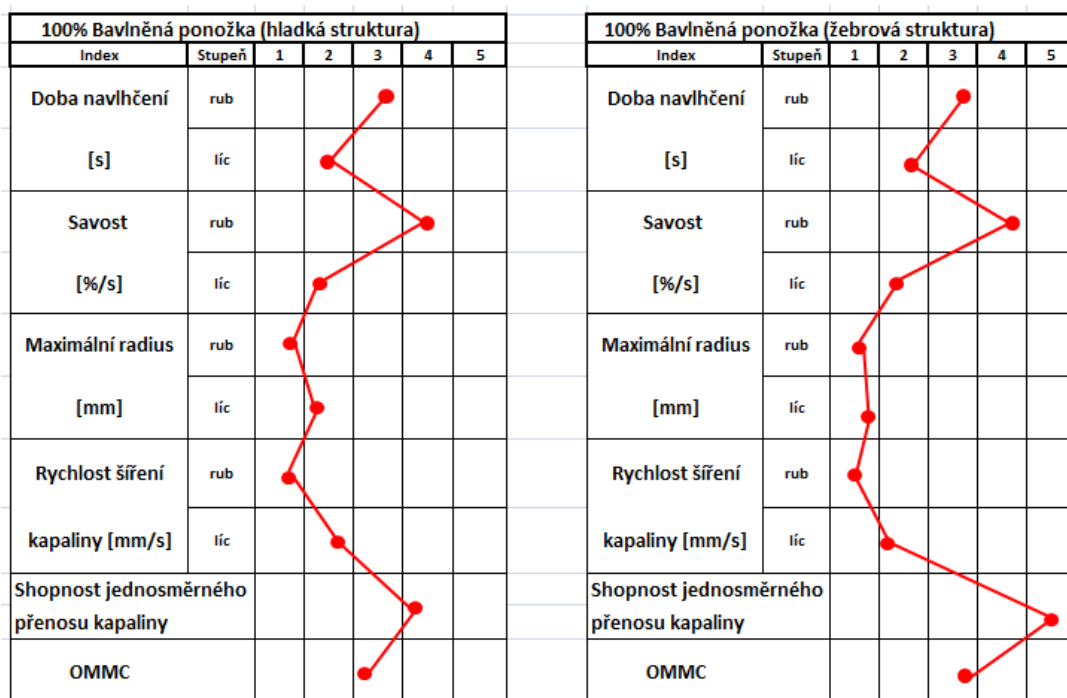 100% Bavlněná ponožka (hladká struktura)
Index Stupeň 1 2 3 4 5
Doba navlhčení rub
[s] líc
Savost rub
[%/s] líc
Maximální radius rub
[mm] líc
Rychlost šíření rub
kapaliny [mm/s] líc
Shopnost jednosměrného
přenosu kapaliny
OMMC
100% Bavlněná ponožka (žebrová struktura)
Index Stupeň 1 2 3 4 5
Doba navlhčení rub
[s] líc
Savost rub
[%/s] líc
Maximální radius rub
[mm] líc
Rychlost šíření rub
kapaliny [mm/s] líc
Shopnost jednosměrného
přenosu kapaliny
OMMC